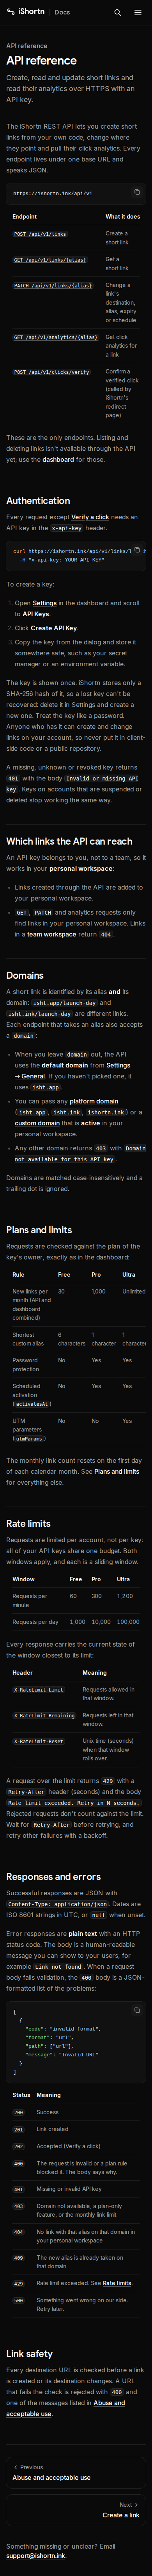 iShortn
Docs
API reference
API reference
Create, read and update short links and
read their analytics over HTTPS with an
API key.
The iShortn REST API lets you create short
links from your own code, change where
they point and pull their click analytics. Every
endpoint lives under one base URL and
speaks JSON.
https://ishortn.ink/api/v1
Endpoint What it does
POST /api/v1/links Create a
short link
GET /api/v1/links/{alias} Get a
short link
PATCH /api/v1/links/{alias} Change a
link's
destination,
alias, expiry
or schedule
GET /api/v1/analytics/{alias} Get click
analytics for
a link
POST /api/v1/clicks/verify Confirm a
verified click
(called by
iShortn's
redirect
page)
These are the only endpoints. Listing and
deleting links isn't available through the API
yet; use the dashboard for those.
Authentication
Every request except Verify a click needs an
API key in the x-api-key header.
curl https://ishortn.ink/api/v1/links/
-H "x-api-key: YOUR_API_KEY"
To create a key:
1. Open Settings in the dashboard and scroll
to API Keys.
2. Click Create API Key.
3. Copy the key from the dialog and store it
somewhere safe, such as your server's
secret manager or an environment variable.
The key is shown once. iShortn stores only a
SHA-256 hash of it, so a lost key can't be
recovered: delete it in Settings and create a
new one. Treat the key like a password.
Anyone who has it can create and change
links on your account, so never put it in client-
side code or a public repository.
A missing, unknown or revoked key returns
401 with the body Invalid or missing API
key. Keys on accounts that are suspended or
deleted stop working the same way.
Which links the API can reach
An API key belongs to you, not to a team, so it
works in your personal workspace:
• Links created through the API are added to
your personal workspace.
• GET, PATCH and analytics requests only
find links in your personal workspace. Links
in a team workspace return 404.
Domains
A short link is identified by its alias and its
domain: isht.app/launch-day and
isht.ink/launch-day are different links.
Each endpoint that takes an alias also accepts
a domain:
• When you leave domain out, the API
uses the default domain from Settings
→ General. If you haven't picked one, it
uses isht.app.
• You can pass any platform domain
(isht.app, isht.ink, ishortn.ink) or a
custom domain that is active in your
personal workspace.
• Any other domain returns 403 with Domain
not available for this API key.
Domains are matched case-insensitively and a
trailing dot is ignored.
Plans and limits
Requests are checked against the plan of the
key's owner, exactly as in the dashboard:
Rule Free Pro Ultra
New links per
month (API and
dashboard
combined) 30 1,000 Unlimited
Shortest
custom alias 6
characters 1
character 1
character
Password
protection No Yes Yes
Scheduled
activation
(activatesAt) No Yes Yes
UTM
parameters
(utmParams) No No Yes
The monthly link count resets on the first day
of each calendar month. See Plans and limits
for everything else.
Rate limits
Requests are limited per account, not per key:
all of your API keys share one budget. Both
windows apply, and each is a sliding window.
Window Free Pro Ultra
Requests per
minute 60 300 1,200
Requests per day 1,000 10,000 100,000
Every response carries the current state of
the window closest to its limit:
Header Meaning
X-RateLimit-Limit Requests allowed in
that window.
X-RateLimit-Remaining Requests left in that
window.
X-RateLimit-Reset Unix time (seconds)
when that window
rolls over.
A request over the limit returns 429 with a
Retry-After header (seconds) and the body
Rate limit exceeded. Retry in N seconds.
Rejected requests don't count against the limit.
Wait for Retry-After before retrying, and
retry other failures with a backoff.
Responses and errors
Successful responses are JSON with
Content-Type: application/json. Dates are
ISO 8601 strings in UTC, or null when unset.
Error responses are plain text with an HTTP
status code. The body is a human-readable
message you can show to your users, for
example Link not found. When a request
body fails validation, the 400 body is a JSON-
formatted list of the problems:
[
{
"code": "invalid_format",
"format": "url",
"path": ["url"],
"message": "Invalid URL"
}
]
Status Meaning
200 Success
201 Link created
202 Accepted (Verify a click)
400 The request is invalid or a plan rule
blocked it. The body says why.
401 Missing or invalid API key
403 Domain not available, a plan-only
feature, or the monthly link limit
404 No link with that alias on that domain in
your personal workspace
409 The new alias is already taken on
that domain
429 Rate limit exceeded. See Rate limits.
500 Something went wrong on our side.
Retry later.
Link safety
Every destination URL is checked before a link
is created or its destination changes. A URL
that fails the check is rejected with 400 and
one of the messages listed in Abuse and
acceptable use.
Previous
Abuse and acceptable use
Next
Create a link
Something missing or unclear? Email
support@ishortn.ink.